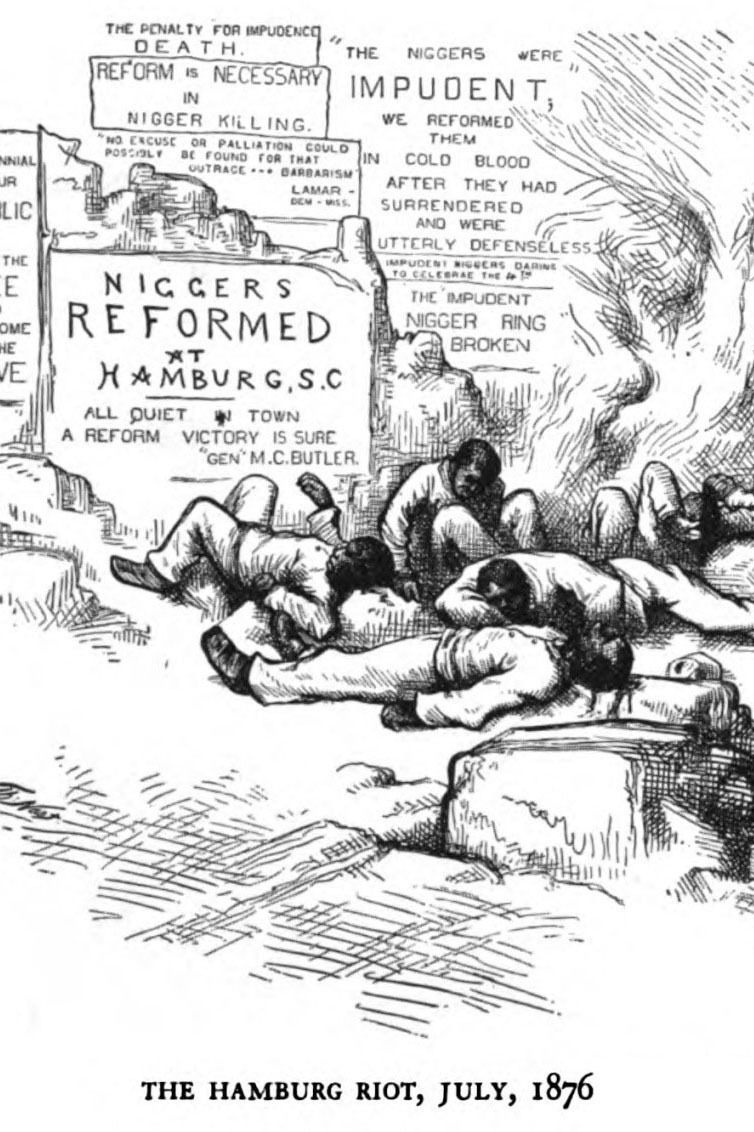 THE PENALTY FOR IMPUDENCE
DEATH.
REFORM IS NECESSARY
IN
NIGGER KILLING.
"NO EXCUSE OR PALLIATION COULD
POSSIBLY BE FOUND FOR THAT
OUTRAGE --- BARBARISM"
LAMAR -
DEM - MISS.
"THE NIGGERS WERE
IMPUDENT,"
WE REFORMED
THEM
IN COLD BLOOD
AFTER THEY HAD
SURRENDERED
AND WERE
UTTERLY DEFENSELESS
IMPUDENT NIGGERS DARING
TO CELEBRAE THE 4TH
THE IMPUDENT
NIGGER RING
BROKEN
NNIAL
UR
LIC
THE
E
OME
HE
VE
NIGGERS
REFORMED
AT
HAMBURG, S.C
ALL QUIET IN TOWN
A REFORM VICTORY IS SURE
"GEN" M.C. BUTLER.
THE HAMBURG RIOT, JULY, 1876